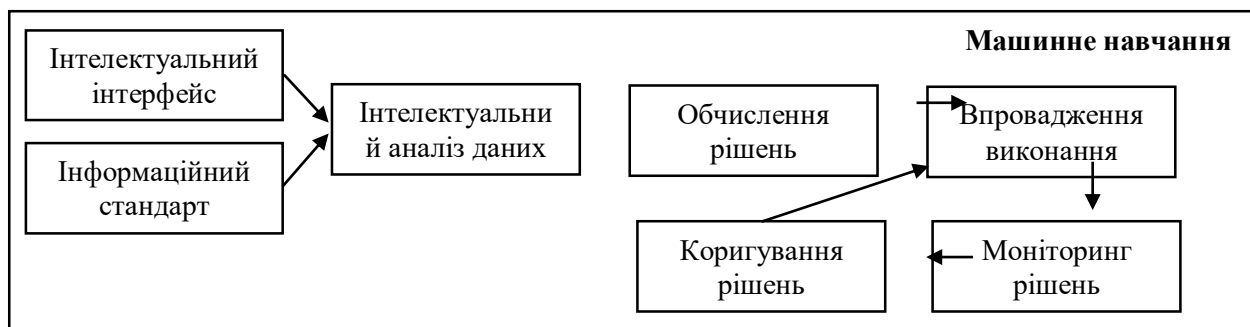 Машинне навчання
Інтелектуальний
інтерфейс
Інформаційний
стандарт
Інтелектуальни
й аналіз даних
Обчислення
рішень
Впровадження
виконання
Коригування
рішень
Моніторинг
рішень